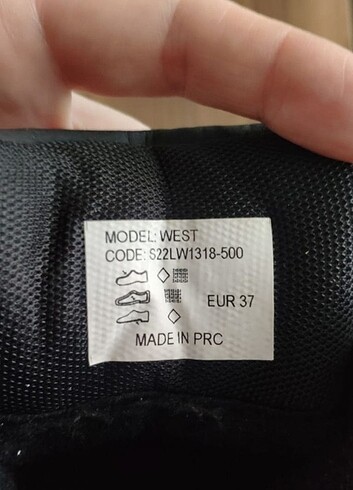 MODEL: WEST
CODE: S22LW1318-500
EUR 37
MADE IN PRC